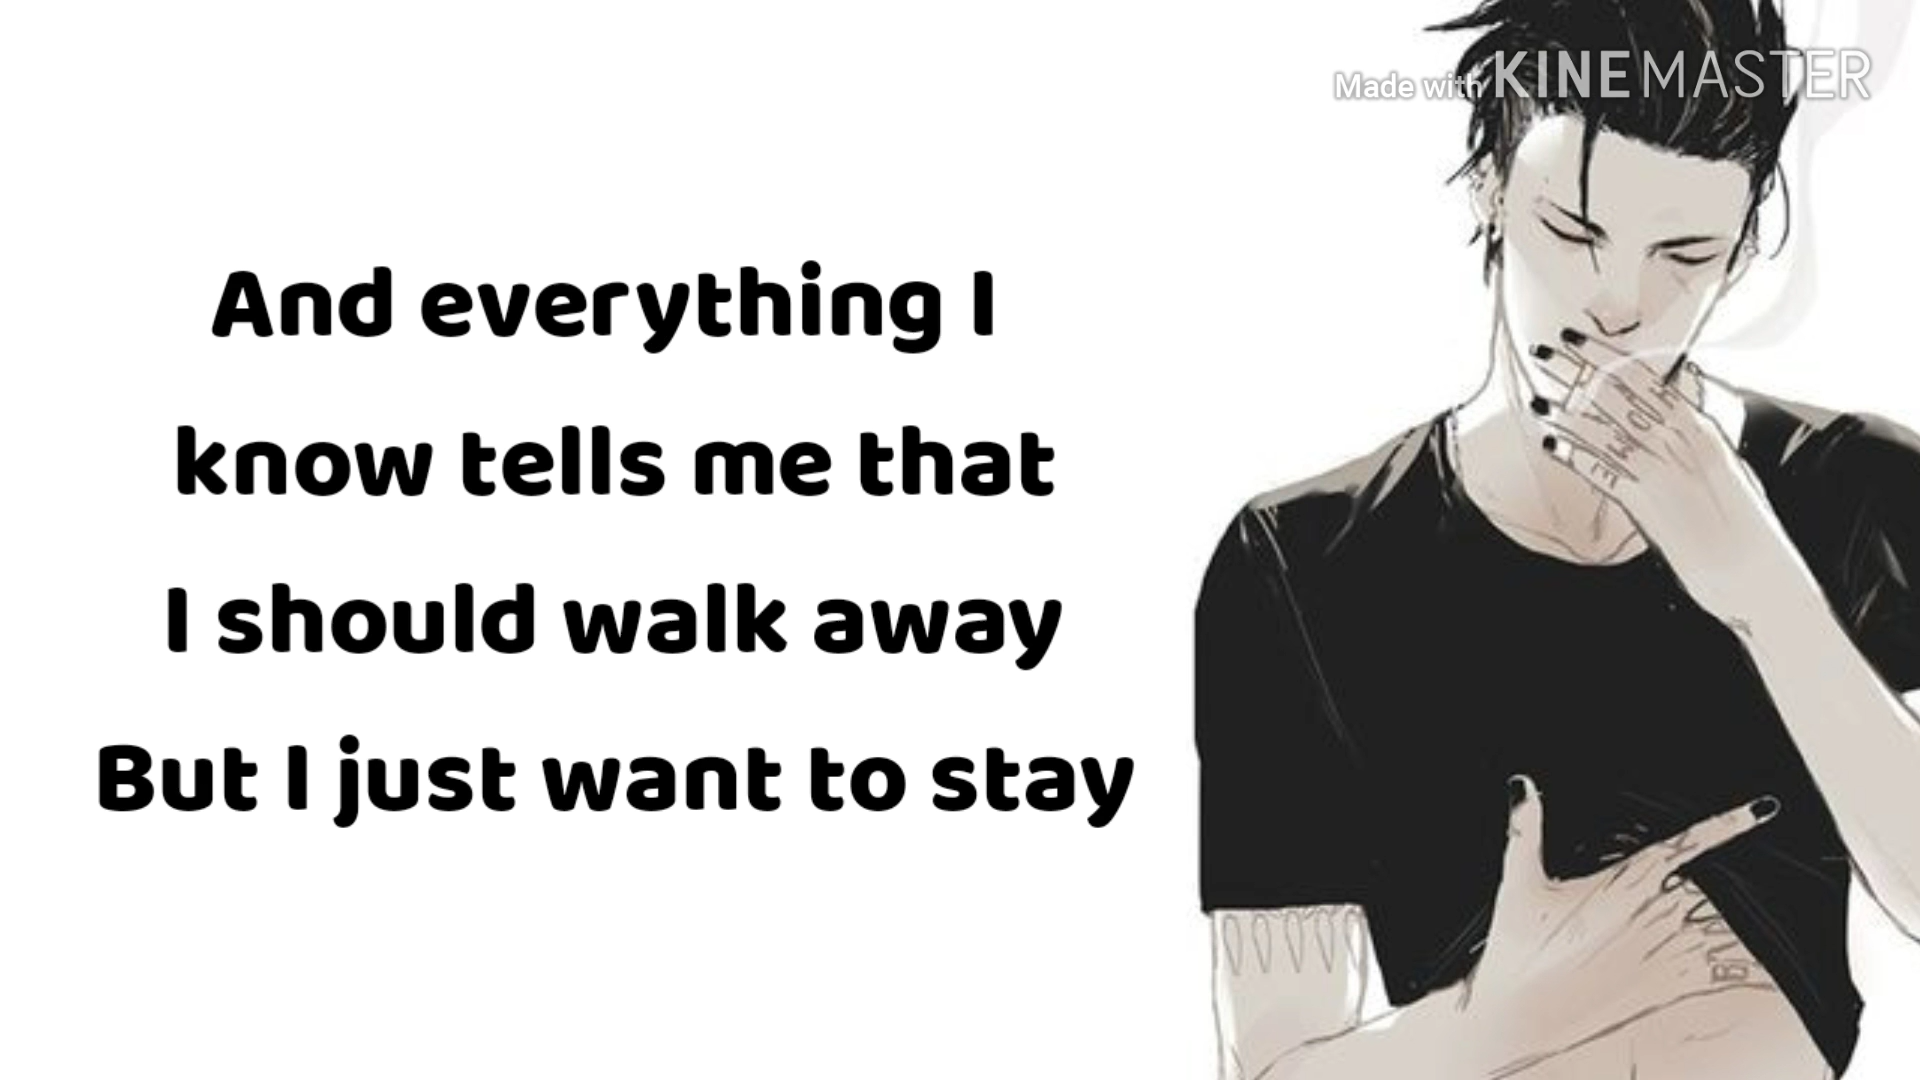 Made with KINEMASTER
And everything I
know tells me that
I should walk away
But I just want to stay